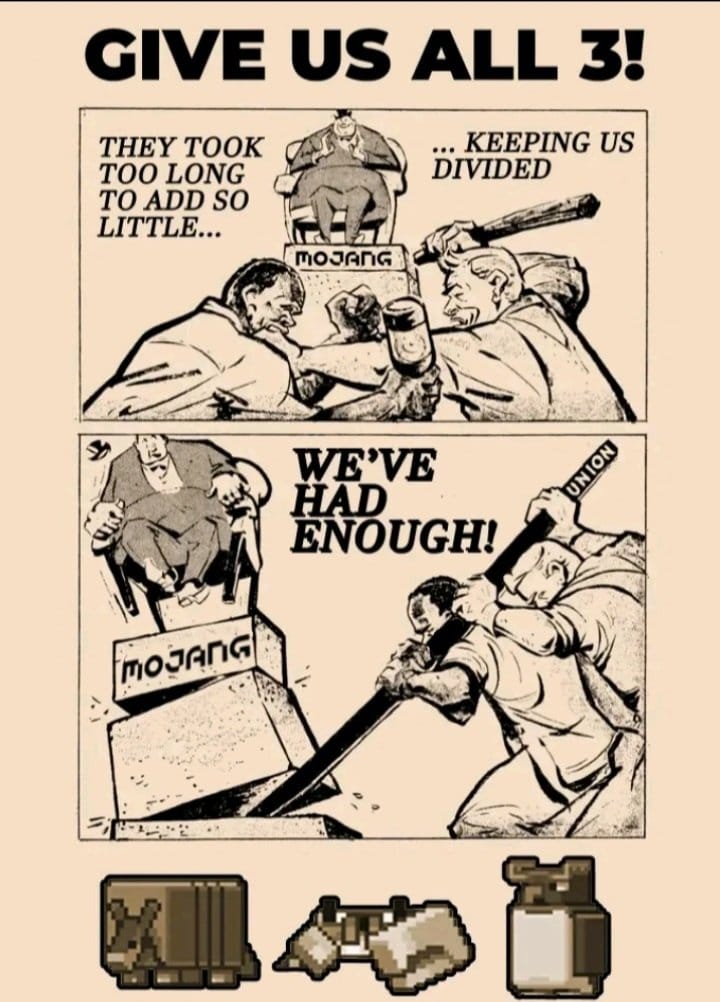 GIVE US ALL 3!
THEY TOOK
TOO LONG
TO ADD SO
LITTLE...
... KEEPING US
DIVIDED
MOJANG
WE'VE
HAD
ENOUGH!
UNION
MOJANG